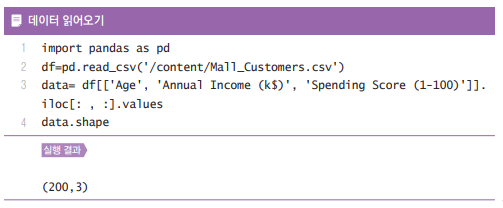 데이터 읽어오기
1 import pandas as pd
2 df=pd.read_csv('/content/Mall_Customers.csv')
3 data= df[['Age', 'Annual Income (k$)', 'Spending Score (1-100)']].
iloc[: , :].values
4 data.shape
실행 결과
(200,3)